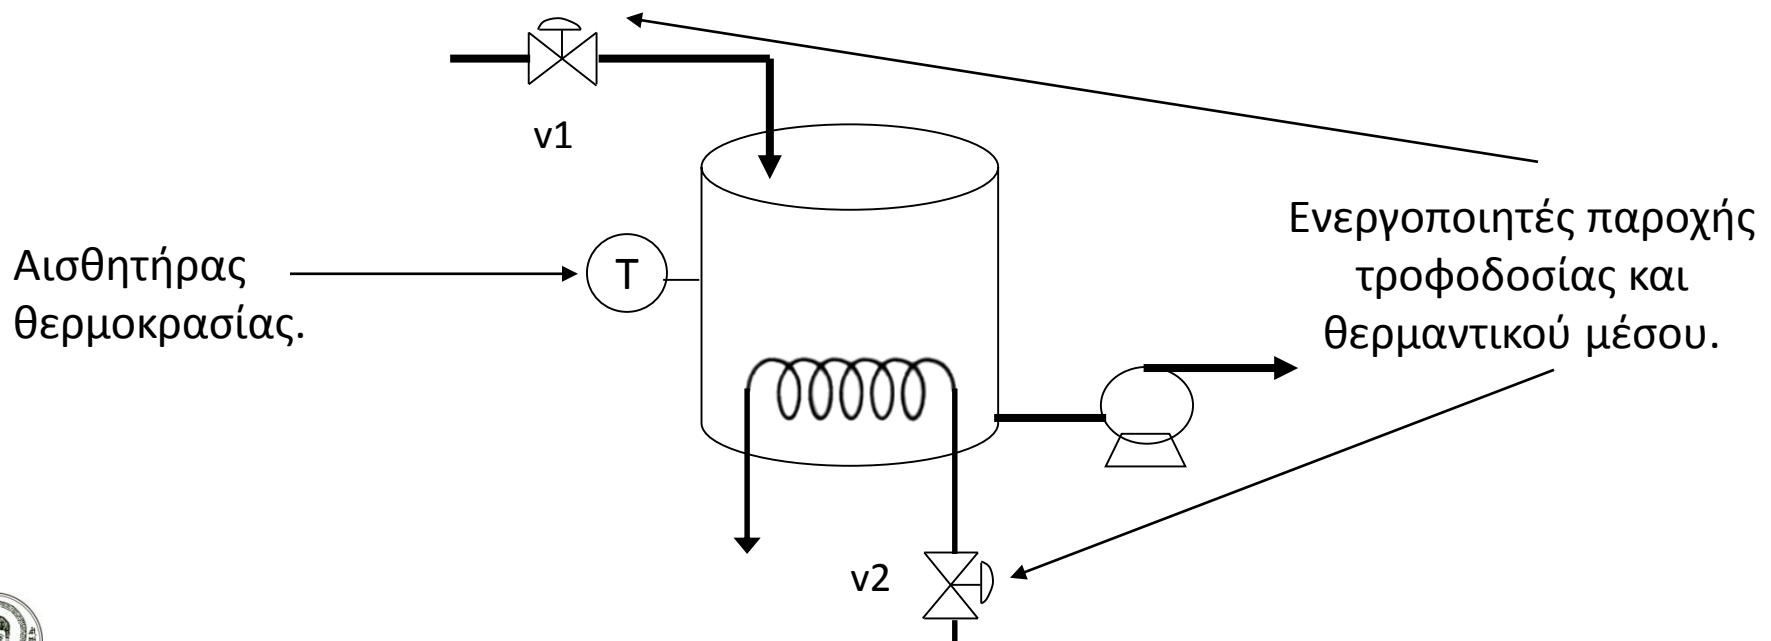 v1
Αισθητήρας
θερμοκρασίας.
T
Ενεργοποιητές παροχής
τροφοδοσίας και
θερμαντικού μέσου.
v2